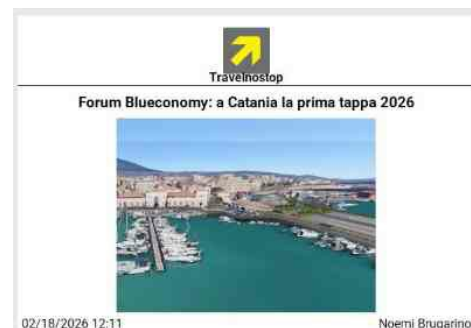 Travelnostop
Forum Blueconomy: a Catania la prima tappa 2026
02/18/2026 12:11
Noemi Brugarino